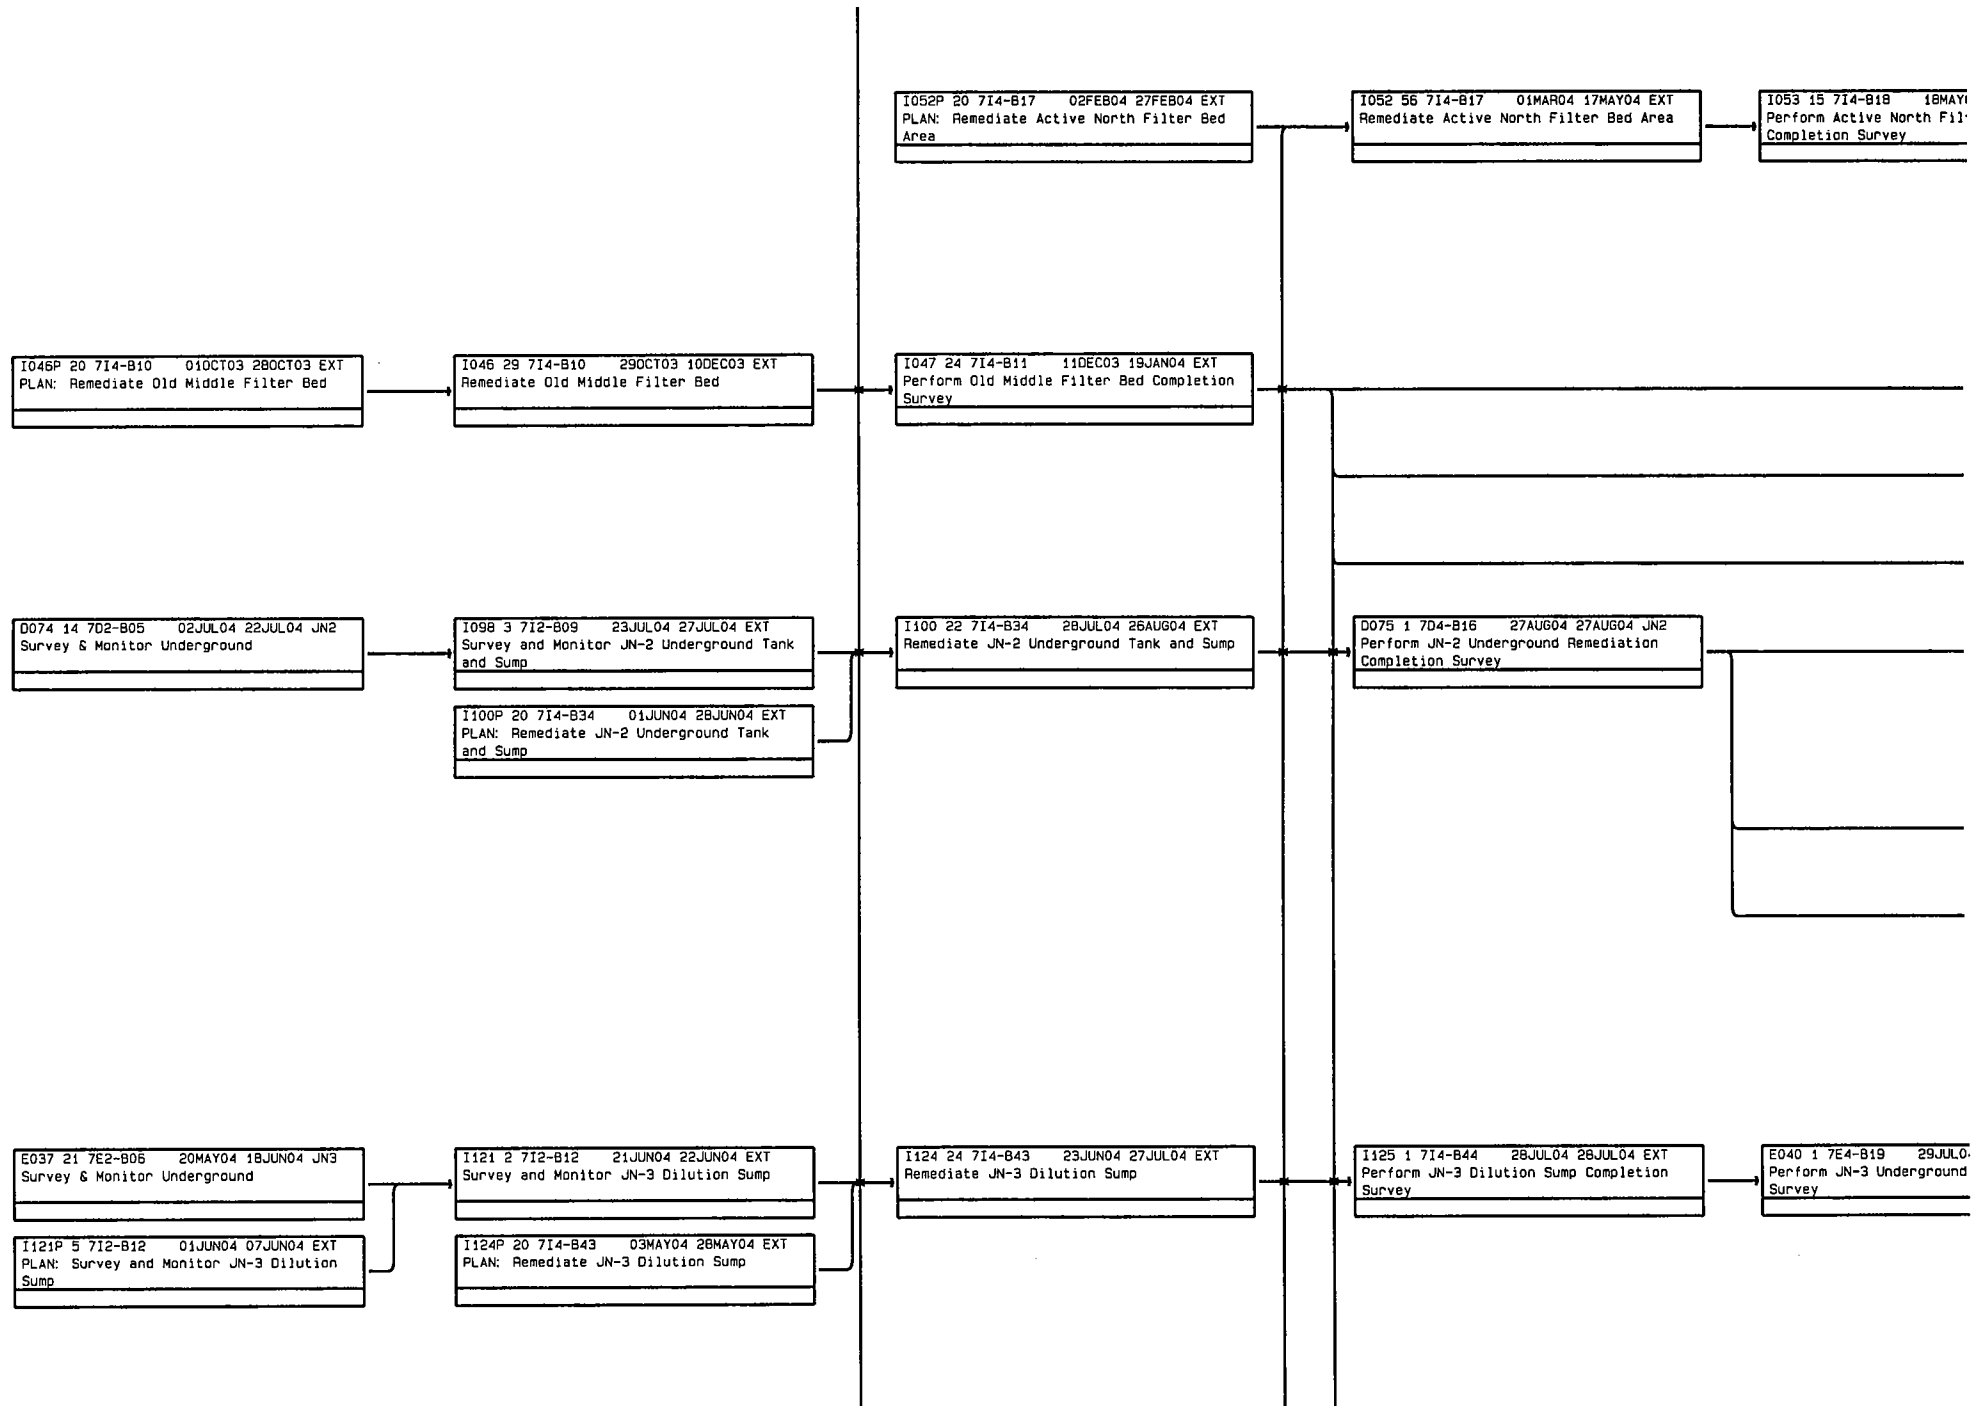 I052P 20 7I4-B17 02FEB04 27FEB04 EXT
PLAN: Remediate Active North Filter Bed
Area
I052 56 7I4-B17 01MAR04 17MAY04 EXT
Remediate Active North Filter Bed Area
I053 15 7I4-B18 18MAY
Perform Active North Fil
Completion Survey
I046P 20 7I4-B10 01OCT03 28OCT03 EXT
PLAN: Remediate Old Middle Filter Bed
I046 29 7I4-B10 29OCT03 10DEC03 EXT
Remediate Old Middle Filter Bed
I047 24 7I4-B11 11DEC03 19JAN04 EXT
Perform Old Middle Filter Bed Completion
Survey
D074 14 7D2-B05 02JUL04 22JUL04 JN2
Survey & Monitor Underground
I098 3 7I2-B09 23JUL04 27JUL04 EXT
Survey and Monitor JN-2 Underground Tank
and Sump
I100 22 7I4-B34 28JUL04 26AUG04 EXT
Remediate JN-2 Underground Tank and Sump
D075 1 7D4-B16 27AUG04 27AUG04 JN2
Perform JN-2 Underground Remediation
Completion Survey
I100P 20 7I4-B34 01JUN04 28JUN04 EXT
PLAN: Remediate JN-2 Underground Tank
and Sump
E037 21 7E2-B06 20MAY04 18JUN04 JN3
Survey & Monitor Underground
I121 2 7I2-B12 21JUN04 22JUN04 EXT
Survey and Monitor JN-3 Dilution Sump
I124 24 7I4-B43 23JUN04 27JUL04 EXT
Remediate JN-3 Dilution Sump
I125 1 7I4-B44 28JUL04 28JUL04 EXT
Perform JN-3 Dilution Sump Completion
Survey
E040 1 7E4-B19 29JUL04
Perform JN-3 Underground
Survey
I121P 5 7I2-B12 01JUN04 07JUN04 EXT
PLAN: Survey and Monitor JN-3 Dilution
Sump
I124P 20 7I4-B43 03MAY04 28MAY04 EXT
PLAN: Remediate JN-3 Dilution Sump